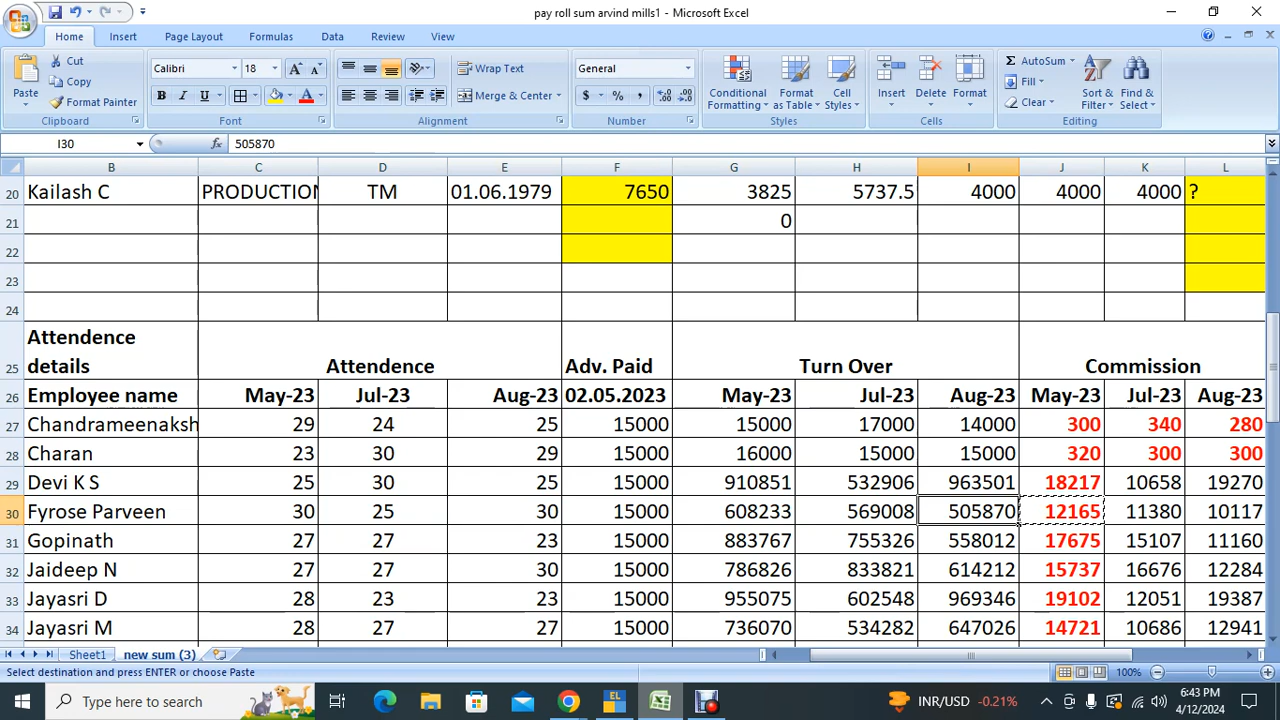 pay roll sum arvind mills1 - Microsoft Excel
Home Insert Page Layout Formulas Data Review View
Paste Cut Copy Format Painter Clipboard
Calibri 18 A A B I U A Font
Wrap Text Merge & Center Alignment
General $ % , Number
Conditional Formatting Format as Table Cell Styles Styles
Insert Delete Format Cells
Σ AutoSum Fill Clear Sort & Filter Find & Select Editing
I30 fx 505870
B C D E F G H I J K L
20 Kailash C PRODUCTION TM 01.06.1979 7650 3825 5737.5 4000 4000 4000 ?
21 0
22
23
24
25 Attendence details Attendence Adv. Paid Turn Over Commission
26 Employee name May-23 Jul-23 Aug-23 02.05.2023 May-23 Jul-23 Aug-23 May-23 Jul-23 Aug-23
27 Chandrameenaksh 29 24 25 15000 15000 17000 14000 300 340 280
28 Charan 23 30 29 15000 16000 15000 15000 320 300 300
29 Devi K S 25 30 25 15000 910851 532906 963501 18217 10658 19270
30 Fyrose Parveen 30 25 30 15000 608233 569008 505870 12165 11380 10117
31 Gopinath 27 27 23 15000 883767 755326 558012 17675 15107 11160
32 Jaideep N 27 27 30 15000 786826 833821 614212 15737 16676 12284
33 Jayasri D 28 23 23 15000 955075 602548 969346 19102 12051 19387
34 Jayasri M 28 27 27 15000 736070 534282 647026 14721 10686 12941
Sheet1 new sum (3)
Select destination and press ENTER or choose Paste 100%
Type here to search EL INR/USD -0.21% 6:43 PM
4/12/2024